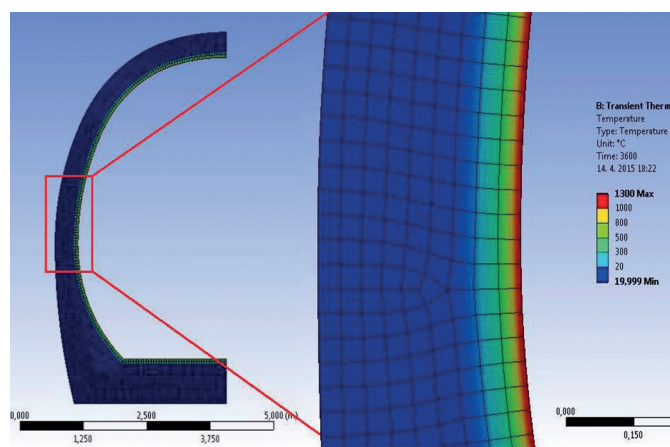 B: Transient Therm
Temperature
Type: Temperature
Unit: °C
Time: 3600
14. 4. 2015 18:22
1300 Max
1000
800
500
300
20
19,999 Min
0,000 2,500 5,000 (m)
1,250 3,750
0,000
0,150